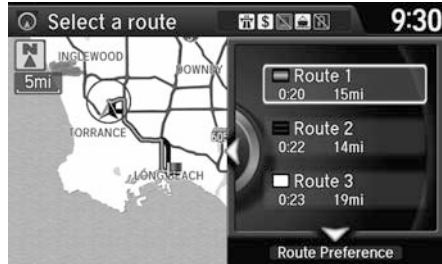 Select a route
$
9:30
N
5mi
INGLEWOOD
DOWNEY
TORRANCE
605
LONG BEACH
Route 1
0:20 15mi
Route 2
0:22 14mi
Route 3
0:23 19mi
Route Preference